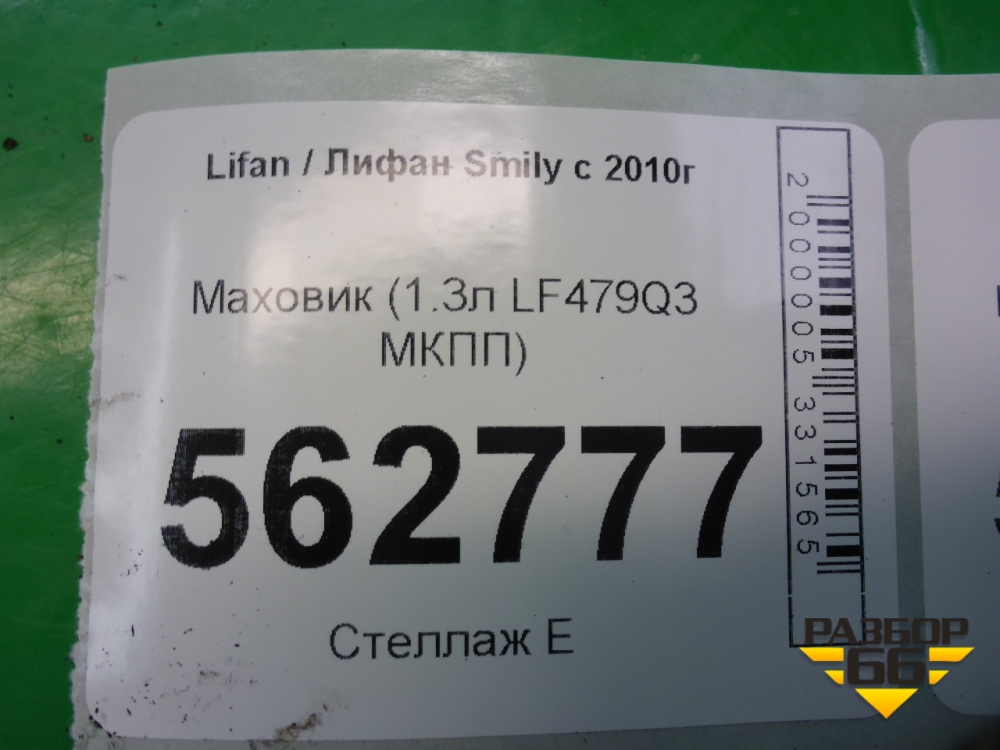 Lifan / Лифан Smily с 2010г
Маховик (1.3л LF479Q3
МКПП)
562777
Стеллаж Е
2000005331565
РАЗБОР
66